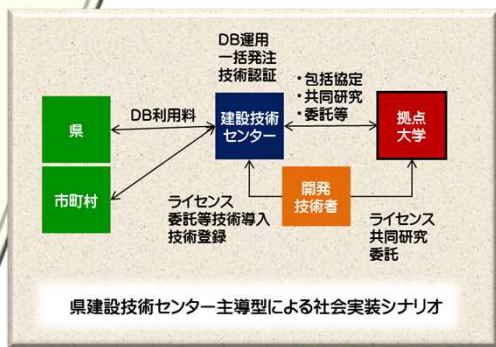 DB運用
一括発注
技術認証
・包括協定
・共同研究
・委託等
県
DB利用料
建設技術
センター
拠点
大学
市町村
ライセンス
委託等技術導入
技術登録
開発
技術者
ライセンス
共同研究
委託
県建設技術センター主導型による社会実装シナリオ